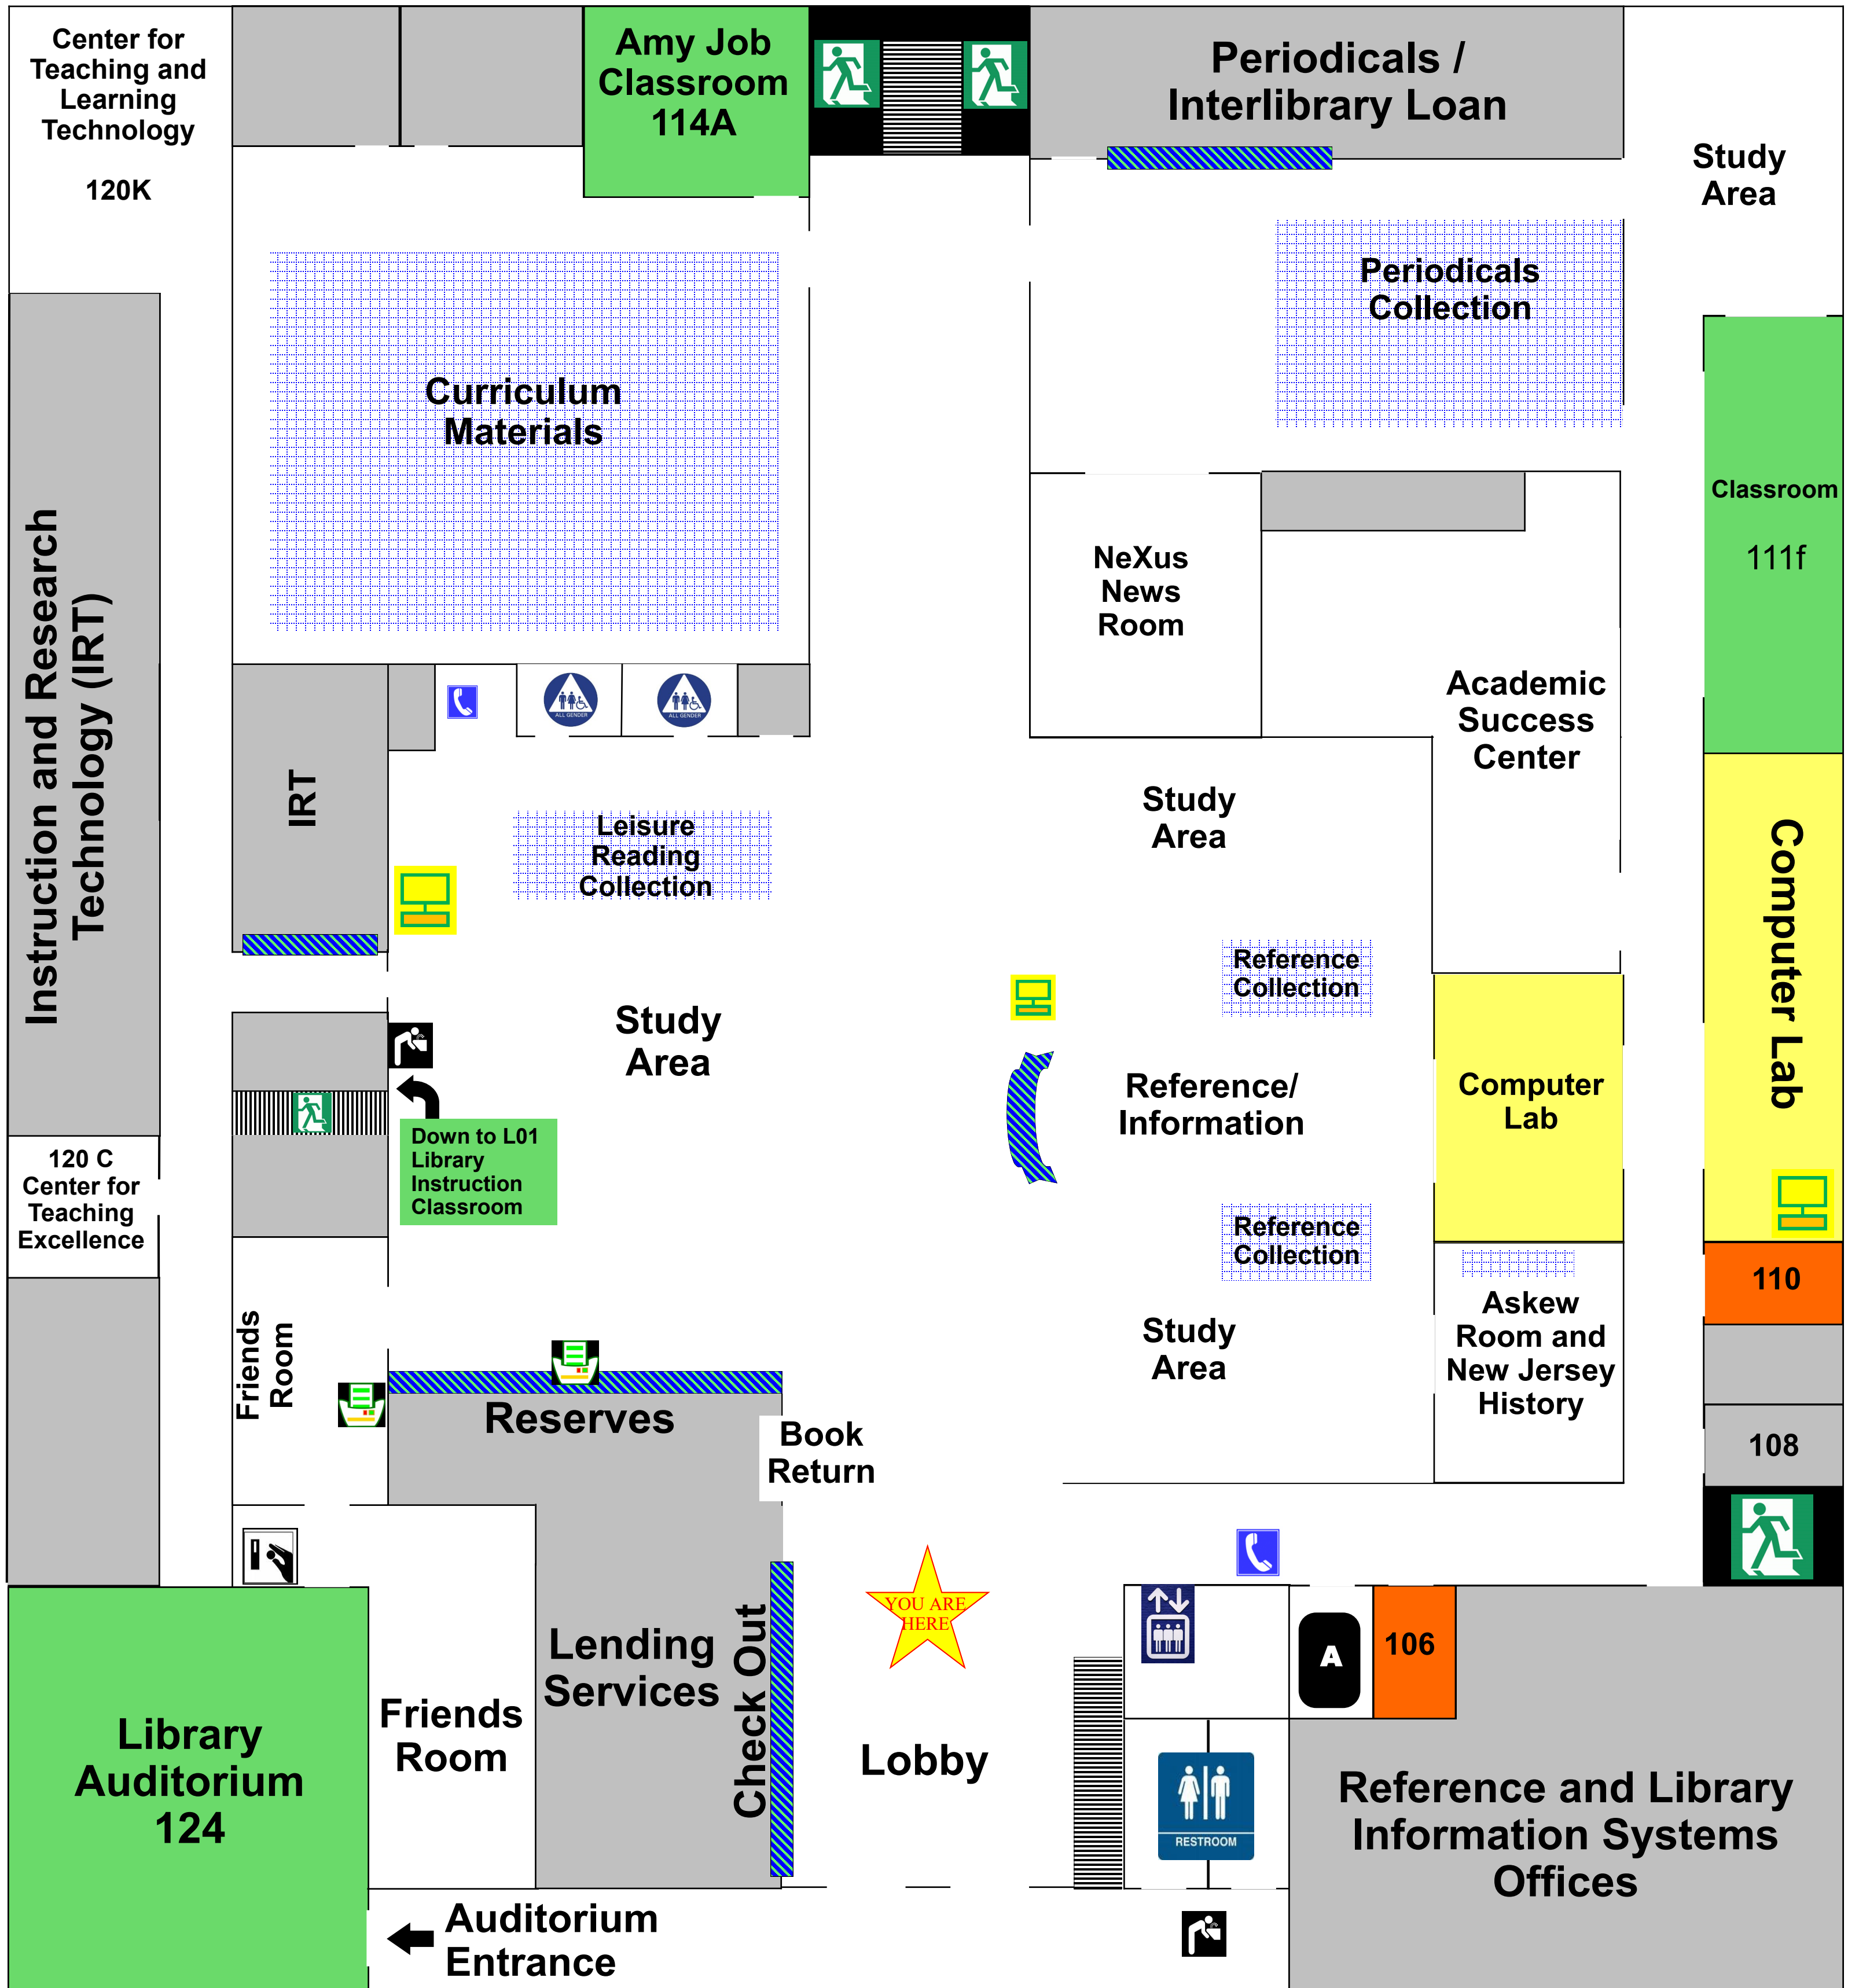 Center for
Teaching and
Learning
Technology
120K
Amy Job
Classroom
114A
Periodicals /
Interlibrary Loan
Study
Area
Periodicals
Collection
Curriculum
Materials
Classroom
111f
NeXus
News
Room
Instruction and Research
Technology (IRT)
ALL GENDER
ALL GENDER
Academic
Success
Center
IRT
Leisure
Reading
Collection
Study
Area
Computer Lab
Reference
Collection
Study
Area
Reference/
Information
Computer
Lab
Down to L01
Library
Instruction
Classroom
120 C
Center for
Teaching
Excellence
Reference
Collection
110
Askew
Room and
New Jersey
History
Study
Area
Friends
Room
Reserves
Book
Return
108
YOU ARE
HERE
Lending
Services
Check Out
A
106
Friends
Room
Library
Auditorium
124
Lobby
RESTROOM
Reference and Library
Information Systems
Offices
Auditorium
Entrance